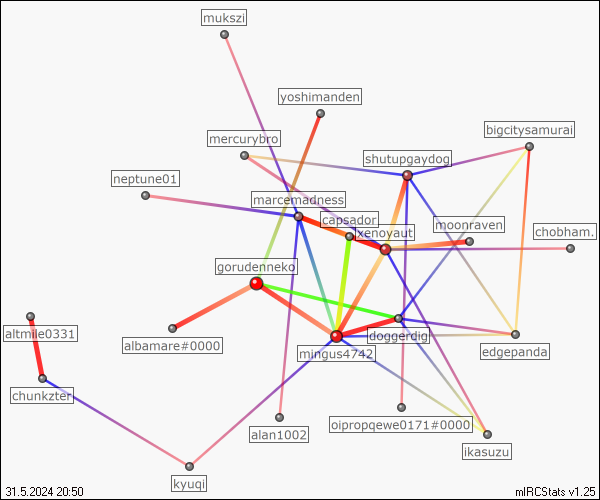 mukszi
yoshimanden
bigcitysamurai
mercurybro
shutupgaydog
neptune01
marcemadness
capsador
moonraven
xenoyaut
chobham.
gorudenneko
altmile0331
doggerdig
albamare#0000
mingus4742
edgepanda
chunkzter
oipropqewe0171#0000
alan1002
ikasuzu
kyuqi
31.5.2024 20:50
mIRCStats v1.25